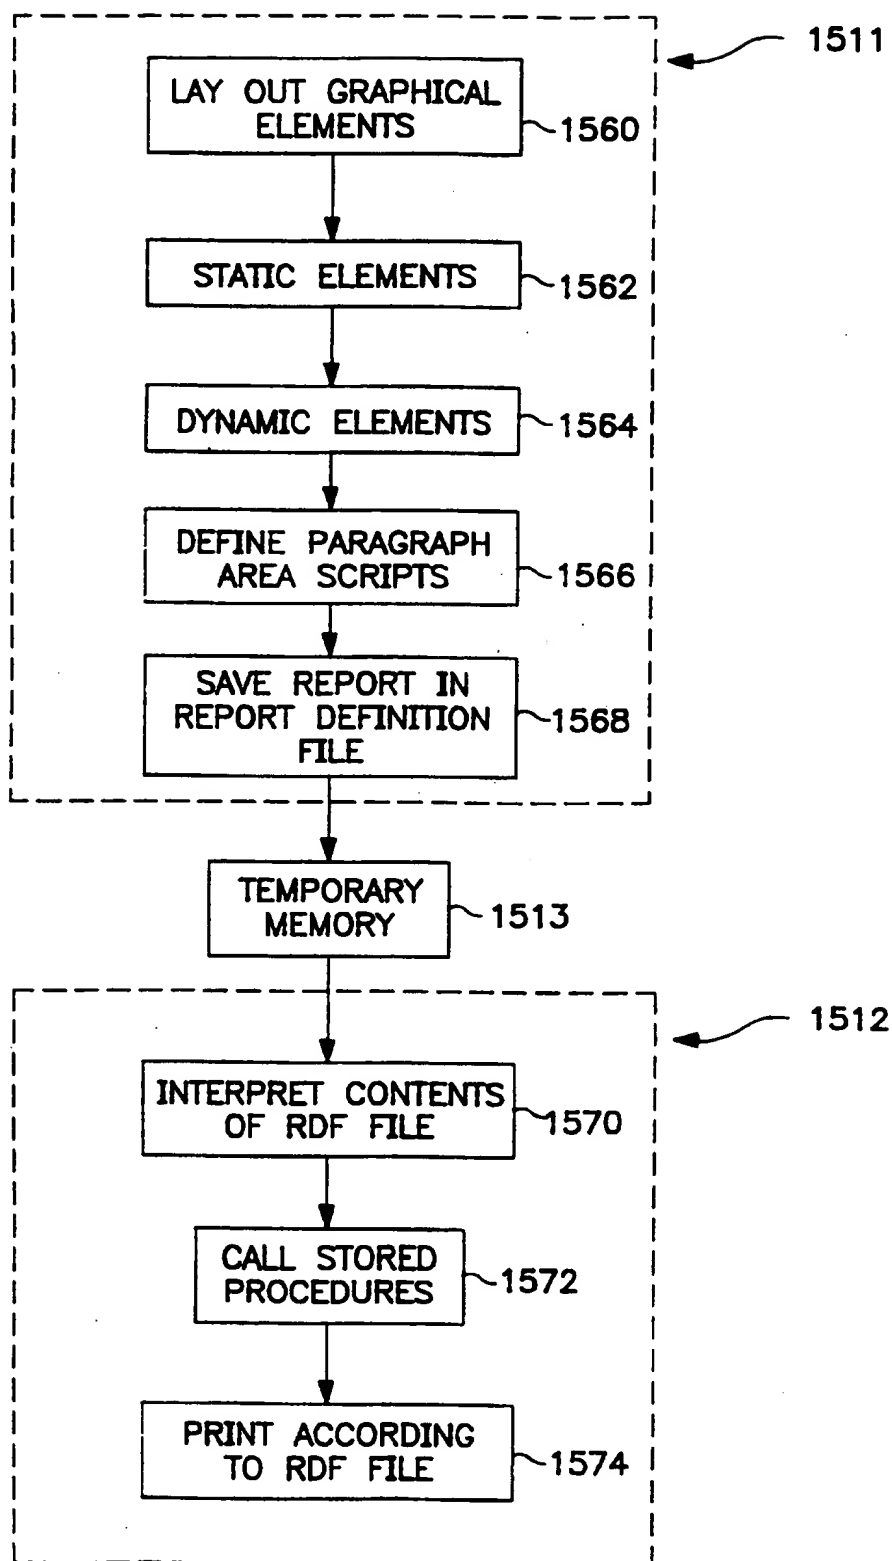 1511
LAY OUT GRAPHICAL
ELEMENTS
1560
STATIC ELEMENTS
1562
DYNAMIC ELEMENTS
1564
DEFINE PARAGRAPH
AREA SCRIPTS
1566
SAVE REPORT IN
REPORT DEFINITION
FILE
1568
TEMPORARY
MEMORY
1513
1512
INTERPRET CONTENTS
OF RDF FILE
1570
CALL STORED
PROCEDURES
1572
PRINT ACCORDING
TO RDF FILE
1574